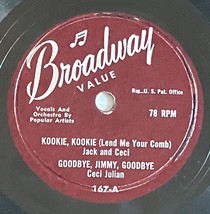 Broadway
VALUE
Reg. U. S. Pat. Office
Vocals And
Orchestra By
Popular Artists
78 RPM
KOOKIE, KOOKIE (Lend Me Your Comb)
Jack and Ceci
GOODBYE, JIMMY, GOODBYE
Ceci Julian
167-A